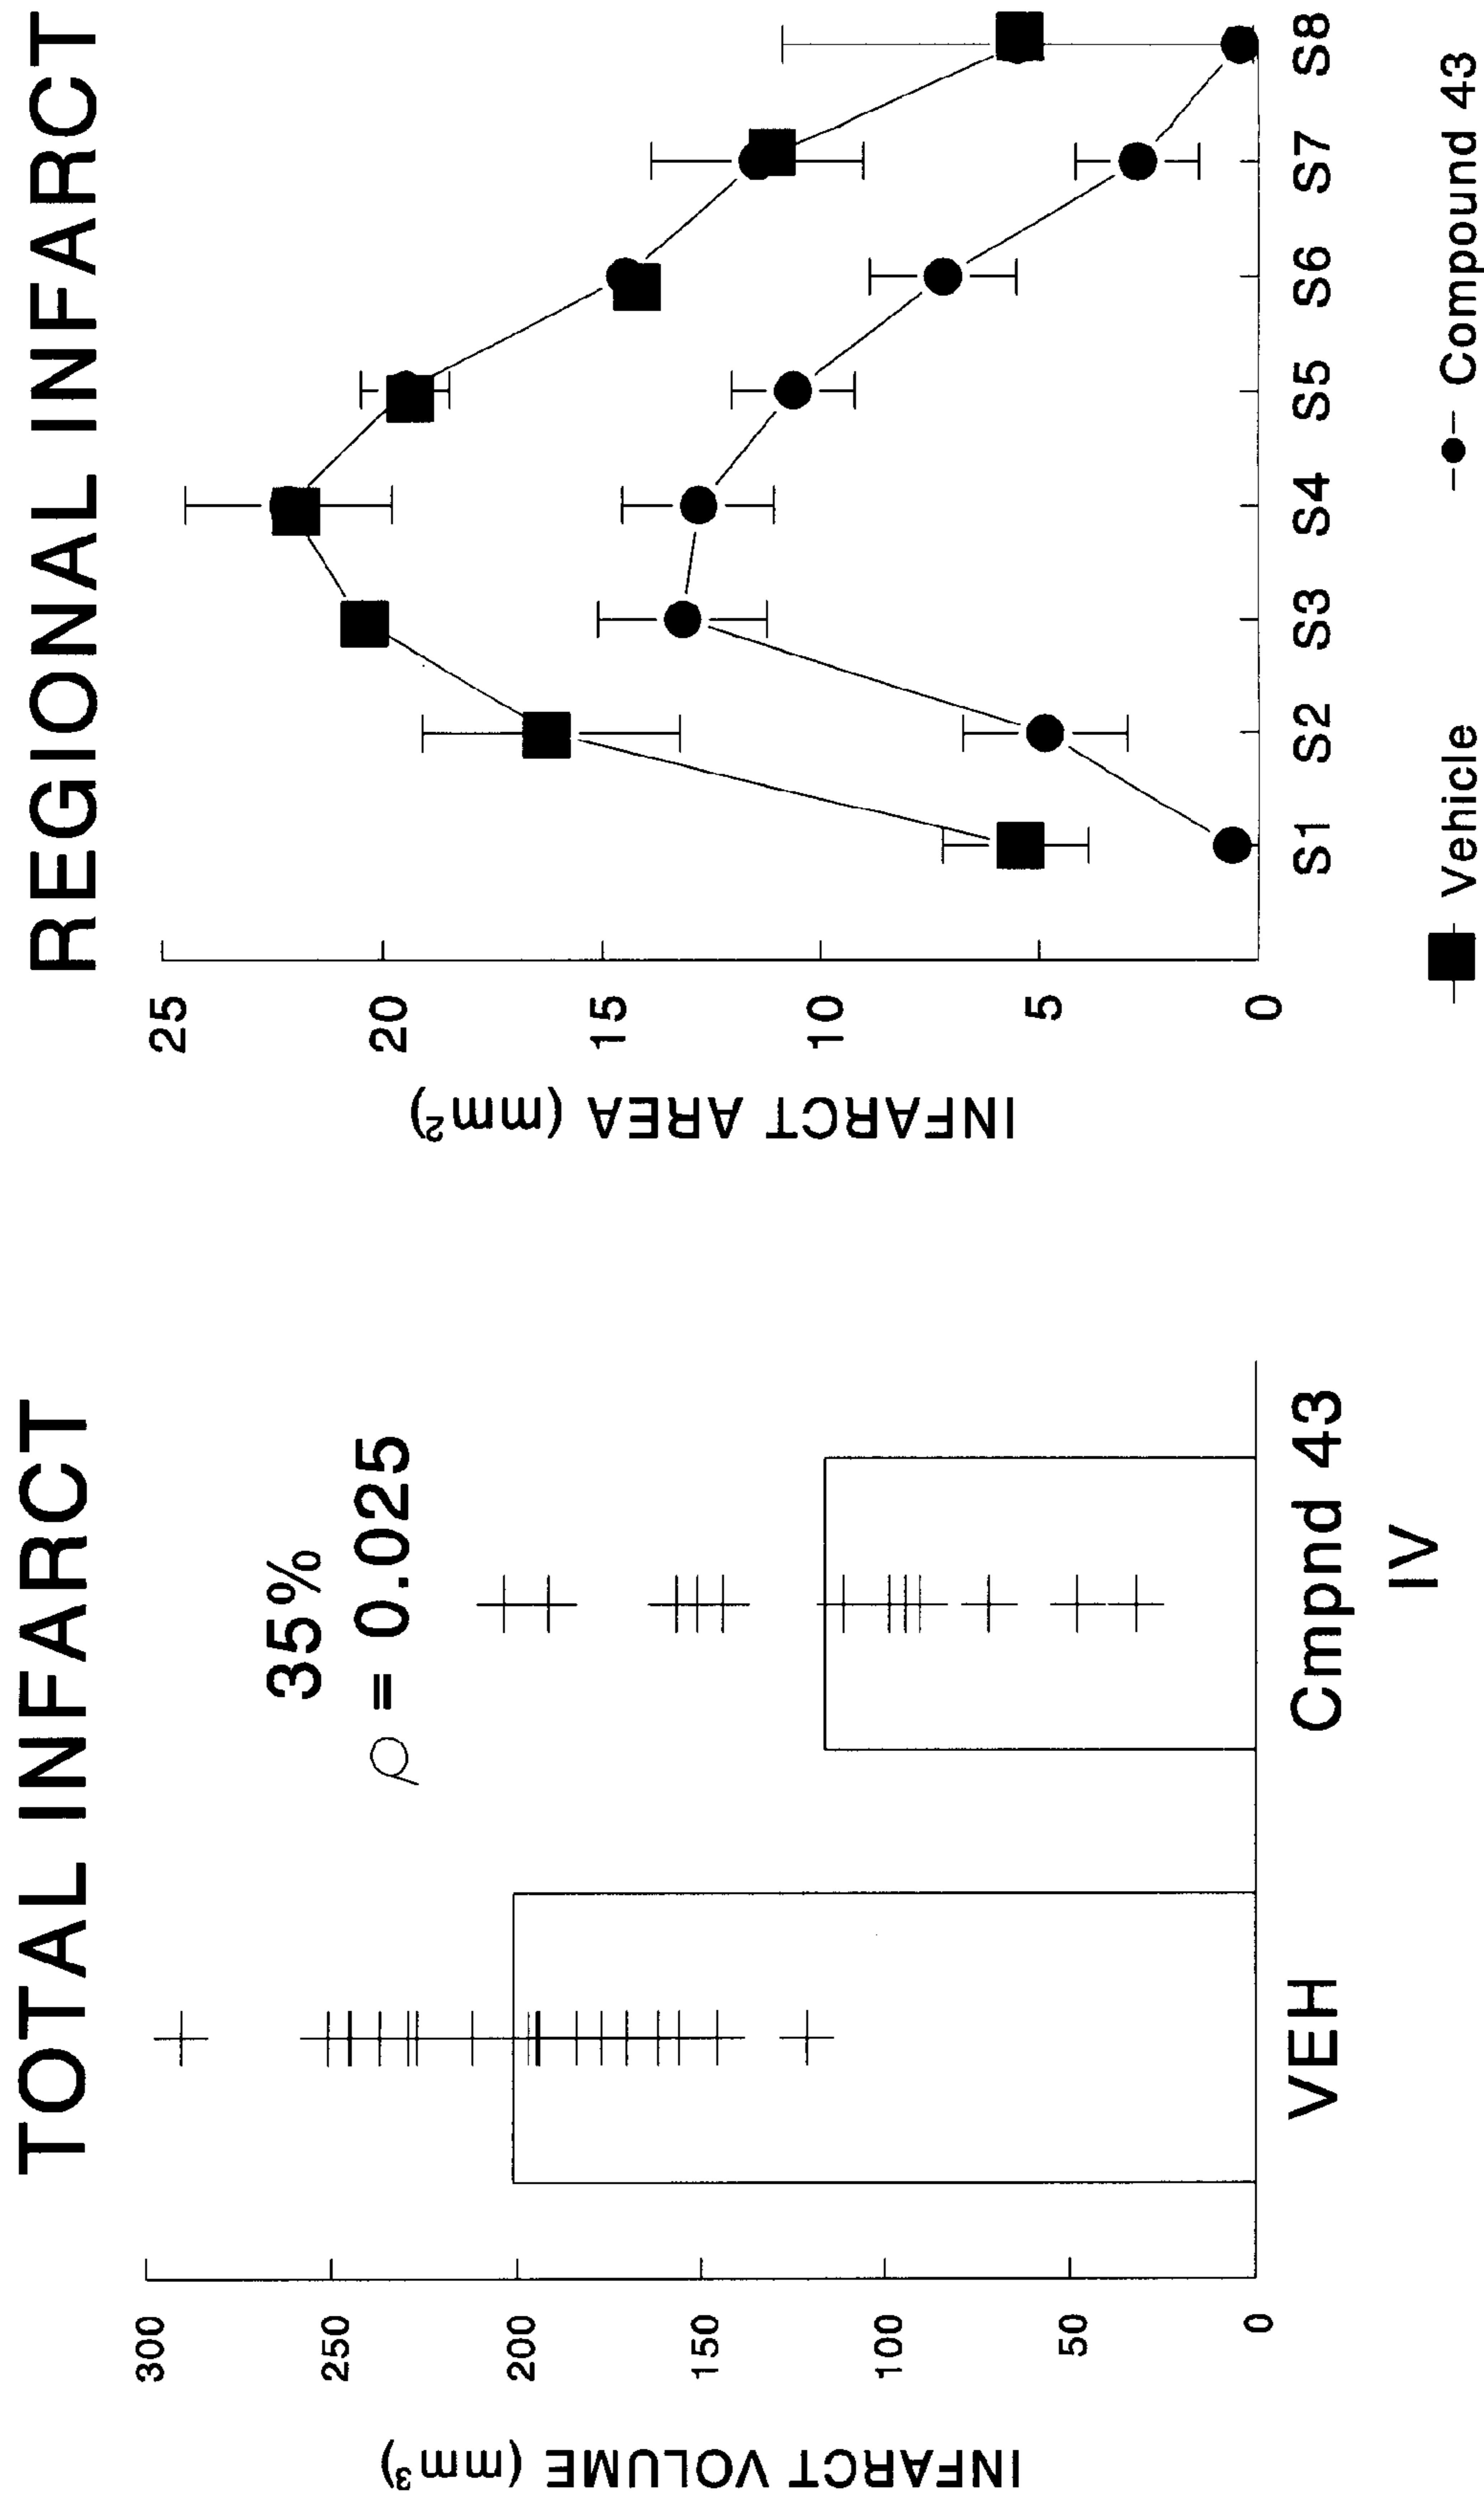 TOTAL INFARCT
INFARCT VOLUME (mm³)
300
250
200
150
100
50
0
35%
ρ = 0.025
VEH
Cmpnd 43
IV
REGIONAL INFARCT
INFARCT AREA (mm²)
25
20
15
10
5
0
S1 S2 S3 S4 S5 S6 S7 S8
Vehicle
Compound 43